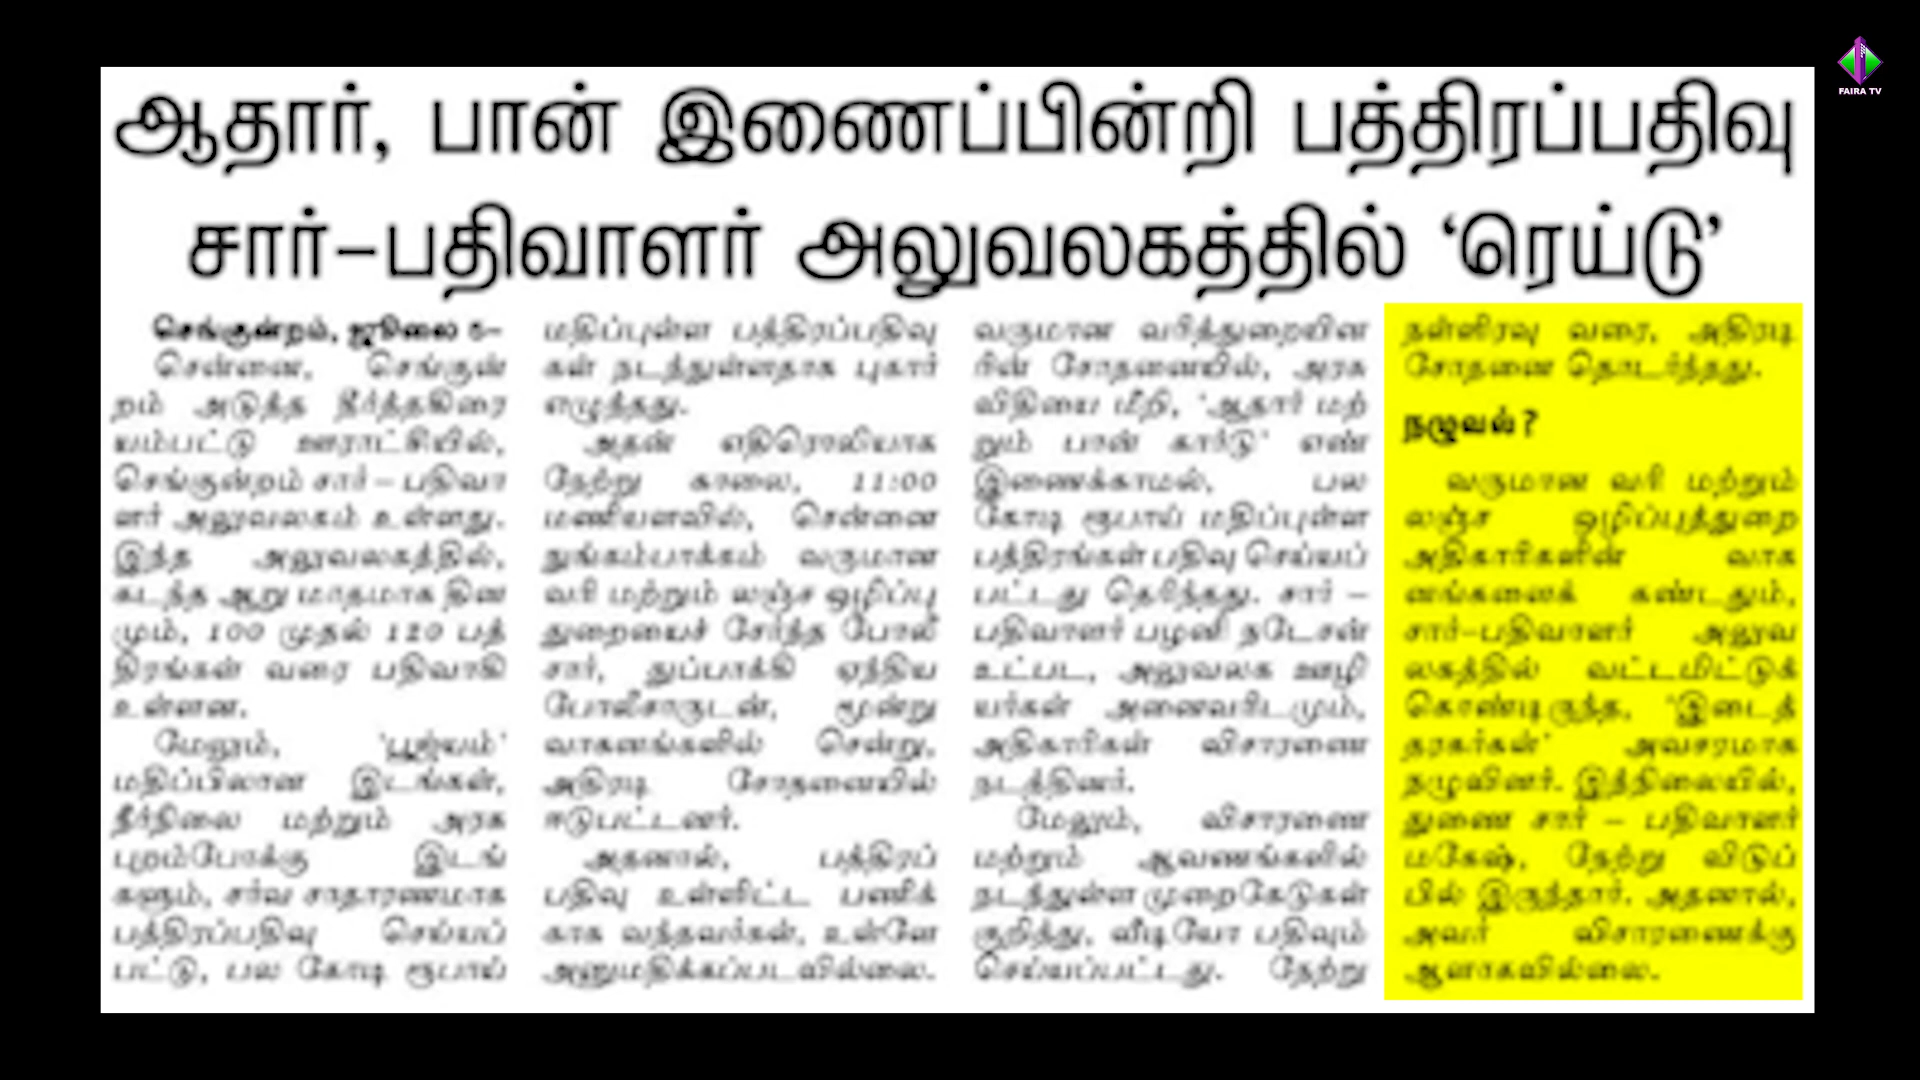 ஆதார், பான் இணைப்பின்றி பத்திரப்பதிவு
சார்–பதிவாளர் அலுவலகத்தில் ‘ரெய்டு’
செங்குன்றம், ஜூலை 5–
சென்னை, செங்குன்
றம் அடுத்த தீர்த்தகிரை
யம்பட்டு ஊராட்சியில்,
செங்குன்றம் சார் – பதிவா
ளர் அலுவலகம் உள்ளது.
இந்த அலுவலகத்தில்,
கடந்த ஆறு மாதமாக தின
மும், 100 முதல் 120 பத்
திரங்கள் வரை பதிவாகி
உள்ளன.
மேலும், ‘பூஜ்யம்’
மதிப்பிலான இடங்கள்,
நீர்நிலை மற்றும் அரசு
புறம்போக்கு இடங்
களும், சர்வ சாதாரணமாக
பத்திரப்பதிவு செய்யப்
பட்டு, பல கோடி ரூபாய்
மதிப்புள்ள பத்திரப்பதிவு
கள் நடந்துள்ளதாக புகார்
எழுந்தது.
அதன் எதிரொலியாக
நேற்று காலை, 11:00
மணியளவில், சென்னை
நுங்கம்பாக்கம் வருமான
வரி மற்றும் லஞ்ச ஒழிப்பு
துறையைச் சேர்ந்த போலீ
சார், துப்பாக்கி ஏந்திய
போலீசாருடன், மூன்று
வாகனங்களில் சென்று,
அதிரடி சோதனையில்
ஈடுபட்டனர்.
அதனால், பத்திரப்
பதிவு உள்ளிட்ட பணிக்
காக வந்தவர்கள், உள்ளே
அனுமதிக்கப்படவில்லை.
வருமான வரித்துறையின
ரின் சோதனையில், அரசு
விதியை மீறி, ‘ஆதார் மற்
றும் பான் கார்டு’ எண்
இணைக்காமல், பல
கோடி ரூபாய் மதிப்புள்ள
பத்திரங்கள் பதிவு செய்யப்
பட்டது தெரிந்தது. சார் –
பதிவாளர் பழனி நடேசன்
உட்பட, அலுவலக ஊழி
யர்கள் அனைவரிடமும்,
அதிகாரிகள் விசாரணை
நடத்தினர்.
மேலும், விசாரணை
மற்றும் ஆவணங்களில்
நடந்துள்ள முறைகேடுகள்
குறித்து, வீடியோ பதிவும்
செய்யப்பட்டது. நேற்று
நள்ளிரவு வரை, அதிரடி
சோதனை தொடர்ந்தது.
நழுவல் ?
வருமான வரி மற்றும்
லஞ்ச ஒழிப்புத்துறை
அதிகாரிகளின் வாக
னங்களைக் கண்டதும்,
சார்–பதிவாளர் அலுவ
லகத்தில் வட்டமிட்டுக்
கொண்டிருந்த, ‘இடைத்
தரகர்கள்’ அவசரமாக
நழுவினர். இந்நிலையில்,
துணை சார் – பதிவாளர்
மகேஷ், நேற்று விடுப்
பில் இருந்தார். அதனால்,
அவர் விசாரணைக்கு
ஆளாகவில்லை.
FAIRA TV